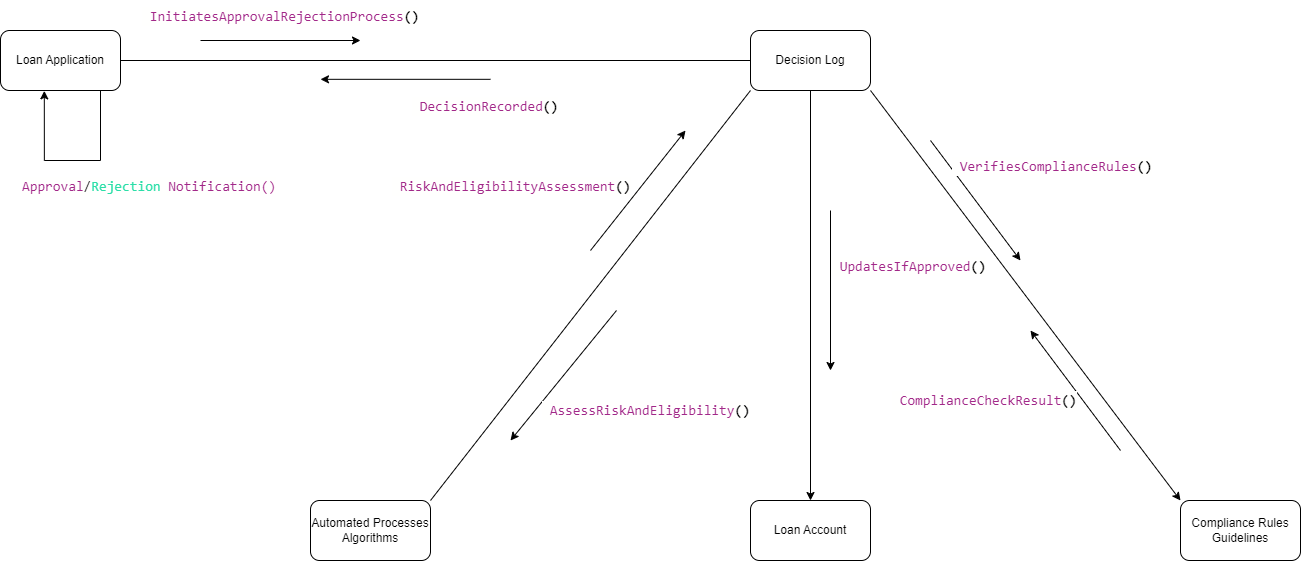 InitiatesApprovalRejectionProcess()
Loan Application
Decision Log
DecisionRecorded()
Approval/Rejection Notification()
RiskAndEligibilityAssessment()
VerifiesComplianceRules()
UpdatesIfApproved()
AssessRiskAndEligibility()
ComplianceCheckResult()
Automated Processes
Algorithms
Loan Account
Compliance Rules
Guidelines